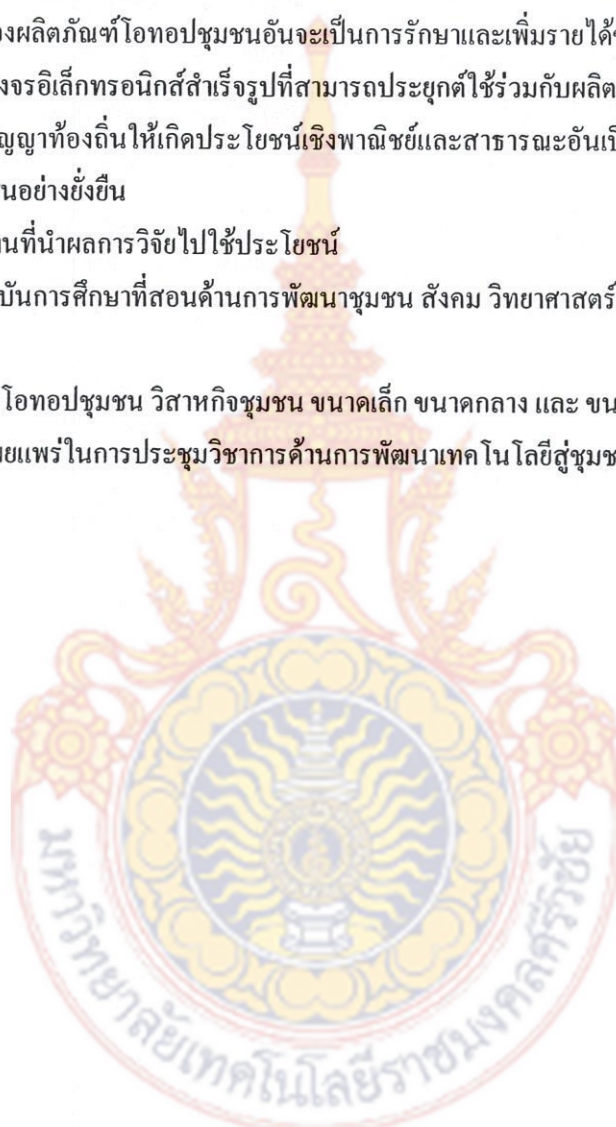 องผลิตภัณฑ์โอทอปชุมชนอันจะเป็นการรักษาและเพิ่มรายได้
งจรอิเล็กทรอนิกส์สำเร็จรูปที่สามารถประยุกต์ใช้ร่วมกับผลิต
ญญาท้องถิ่นให้เกิดประโยชน์เชิงพาณิชย์และสาธารณะอันเป็
นอย่างยั่งยืน
านที่นำผลการวิจัยไปใช้ประโยชน์
บันการศึกษาที่สอนด้านการพัฒนาชุมชน สังคม วิทยาศาสตร์
โอทอปชุมชน วิสาหกิจชุมชน ขนาดเล็ก ขนาดกลาง และ ขน
ยแพร่ในการประชุมวิชาการด้านการพัฒนาเทคโนโลยีสู่ชุมช
มหาวิทยาลัยเทคโนโลยีราชมงคลศรีวิชัย